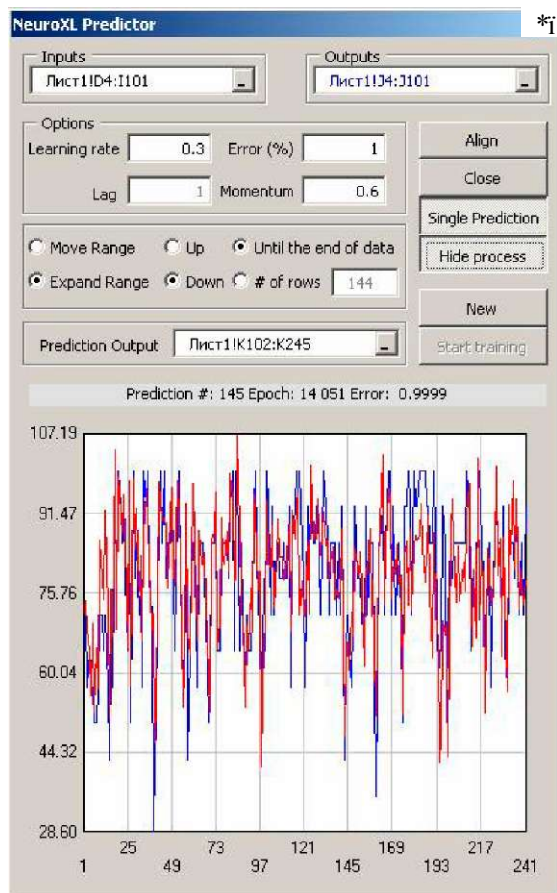 NeuroXL Predictor
*ï
Inputs
Лист1!D4:I101
Outputs
Лист1!J4:J101
Options
Learning rate 0.3 Error (%) 1
Lag 1 Momentum 0.6
Align
Close
Single Prediction
Hide process
Move Range Up Until the end of data
Expand Range Down # of rows 144
New
Start training
Prediction Output Лист1!K102:K245
Prediction #: 145 Epoch: 14 051 Error: 0.9999
107.19
91.47
75.76
60.04
44.32
28.60
25 73 121 169 217
1 49 97 145 193 241